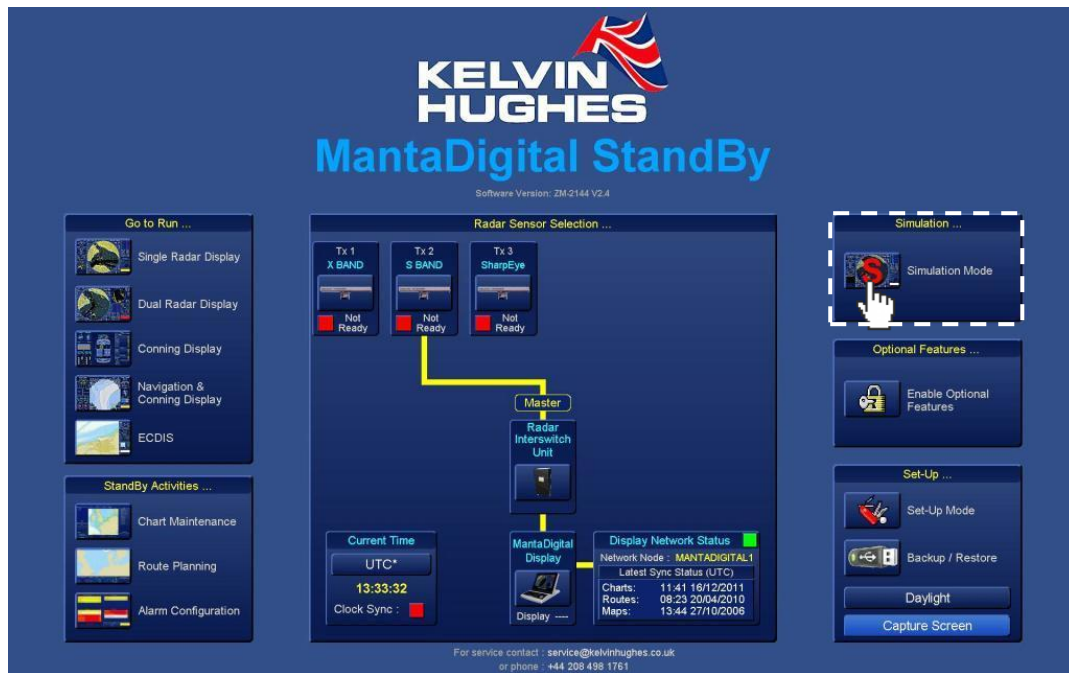 KELVIN
HUGHES
MantaDigital StandBy
Software Version: ZM-2144 V2.4
Go to Run ...
Single Radar Display
Dual Radar Display
Conning Display
Navigation &
Conning Display
ECDIS
StandBy Activities ...
Chart Maintenance
Route Planning
Alarm Configuration
Radar Sensor Selection ...
Tx 1
X BAND
Not
Ready
Tx 2
S BAND
Not
Ready
Tx 3
SharpEye
Not
Ready
Master
Radar
Interswitch
Unit
Current Time
UTC*
13:33:32
Clock Sync :
MantaDigital
Display
Display ----
Display Network Status
Network Node : MANTADIGITAL1
Latest Sync Status (UTC)
Charts: 11:41 16/12/2011
Routes: 08:23 20/04/2010
Maps: 13:44 27/10/2006
Simulation ...
S
Simulation Mode
Optional Features ...
Enable Optional
Features
Set-Up ...
Set-Up Mode
Backup / Restore
Daylight
Capture Screen
For service contact : service@kelvinhughes.co.uk
or phone : +44 208 498 1761